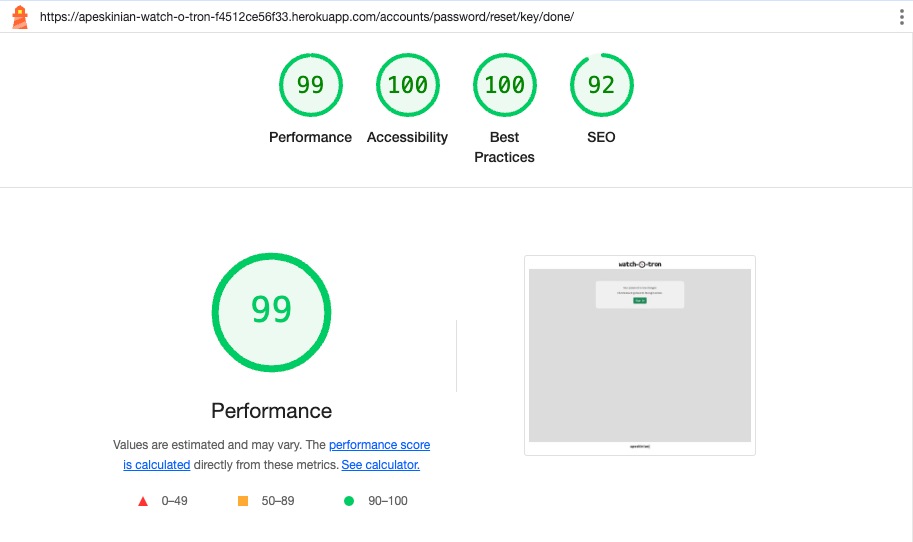 https://apeskinian-watch-o-tron-f4512ce56f33.herokuapp.com/accounts/password/reset/key/done/
99
100
100
92
Performance
Accessibility
Best
Practices
SEO
99
Performance
Values are estimated and may vary. The performance score
is calculated directly from these metrics. See calculator.
0–49
50–89
90–100
watch-o-tron